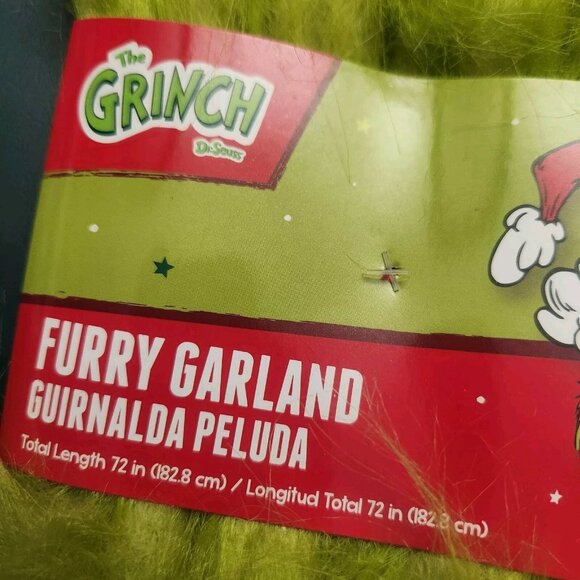 The
GRINCH
Dr. Seuss
FURRY GARLAND
GUIRNALDA PELUDA
Total Length 72 in (182.8 cm) / Longitud Total 72 in (182.8 cm)